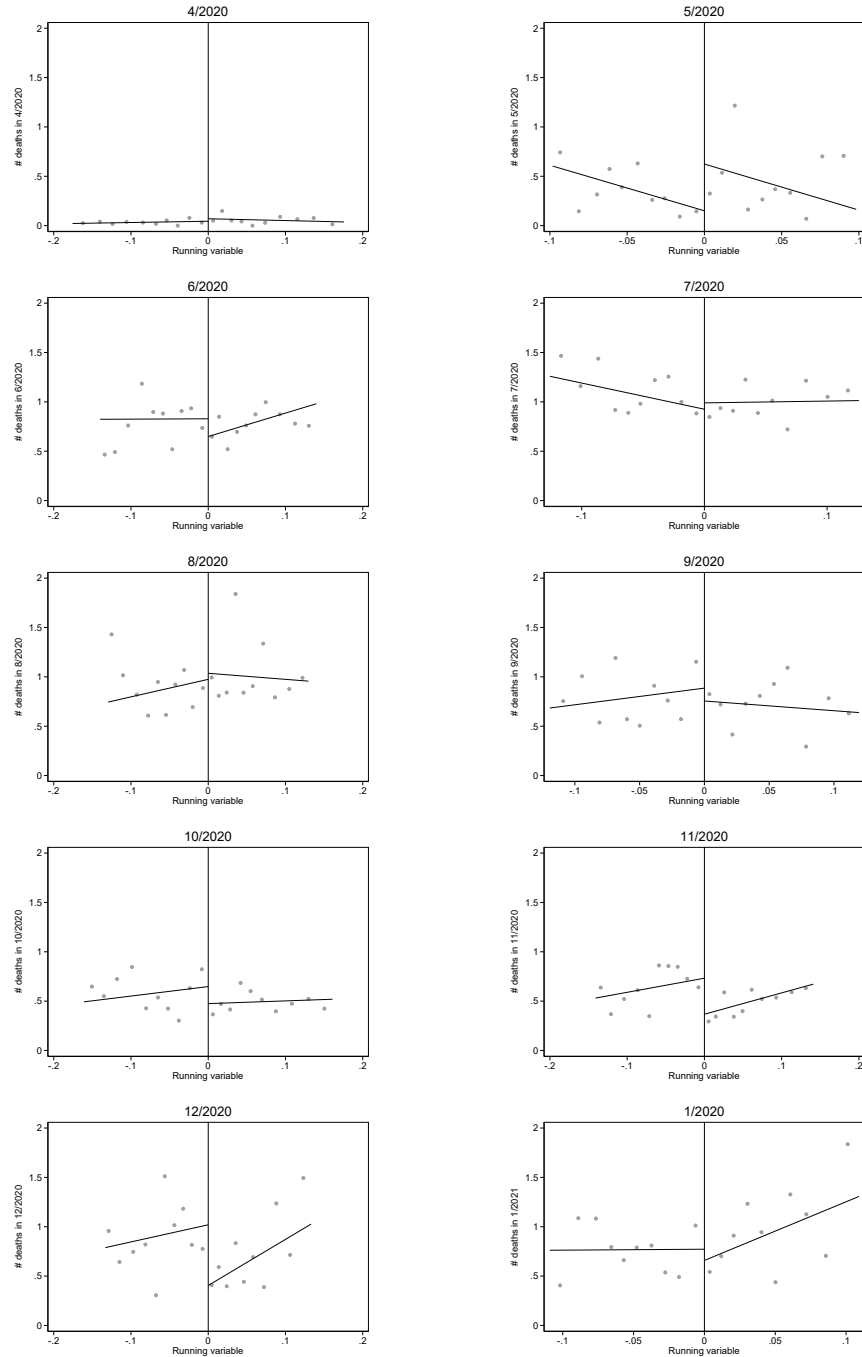 4/2020
# deaths in 4/2020
2
1.5
1
.5
0
-.2 -.1 0 .1 .2
Running variable
5/2020
# deaths in 5/2020
2
1.5
1
.5
0
-.1 -.05 0 .05 .1
Running variable
6/2020
# deaths in 6/2020
2
1.5
1
.5
0
-.2 -.1 0 .1 .2
Running variable
7/2020
# deaths in 7/2020
2
1.5
1
.5
0
-.1 0 .1
Running variable
8/2020
# deaths in 8/2020
2
1.5
1
.5
0
-.2 -.1 0 .1 .2
Running variable
9/2020
# deaths in 9/2020
2
1.5
1
.5
0
-.1 -.05 0 .05 .1
Running variable
10/2020
# deaths in 10/2020
2
1.5
1
.5
0
-.2 -.1 0 .1 .2
Running variable
11/2020
# deaths in 11/2020
2
1.5
1
.5
0
-.2 -.1 0 .1 .2
Running variable
12/2020
# deaths in 12/2020
2
1.5
1
.5
0
-.2 -.1 0 .1 .2
Running variable
1/2020
# deaths in 1/2021
2
1.5
1
.5
0
-.1 -.05 0 .05 .1
Running variable